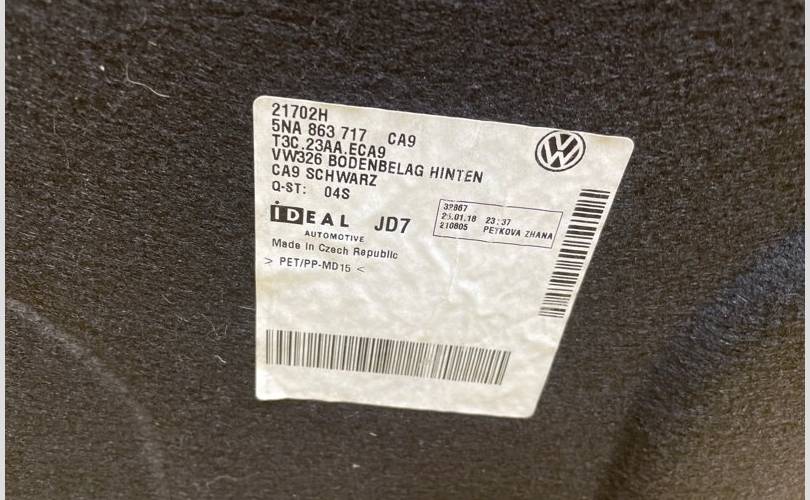 21702H
5NA 863 717 CA9
T3C.23AA.ECA9
VW326 BODENBELAG HINTEN
CA9 SCHWARZ
Q-ST: 04S
iDEAL JD7
AUTOMOTIVE
Made in Czech Republic
> PET/PP-MD15 <
32867
25.01.18 23:37
210805 PETKOVA ZHANA